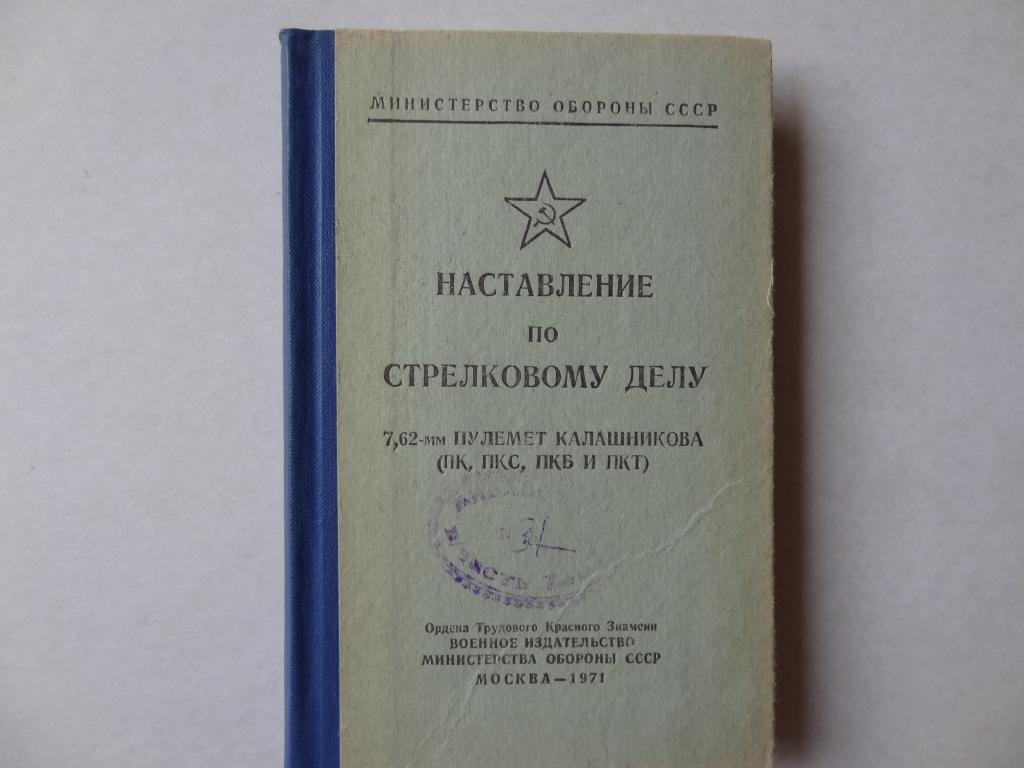 МИНИСТЕРСТВО ОБОРОНЫ СССР
НАСТАВЛЕНИЕ
ПО
СТРЕЛКОВОМУ ДЕЛУ
7,62-мм ПУЛЕМЕТ КАЛАШНИКОВА
(ПК, ПКС, ПКБ И ПКТ)
Ордена Трудового Красного Знамени
ВОЕННОЕ ИЗДАТЕЛЬСТВО
МИНИСТЕРСТВА ОБОРОНЫ СССР
МОСКВА—1971